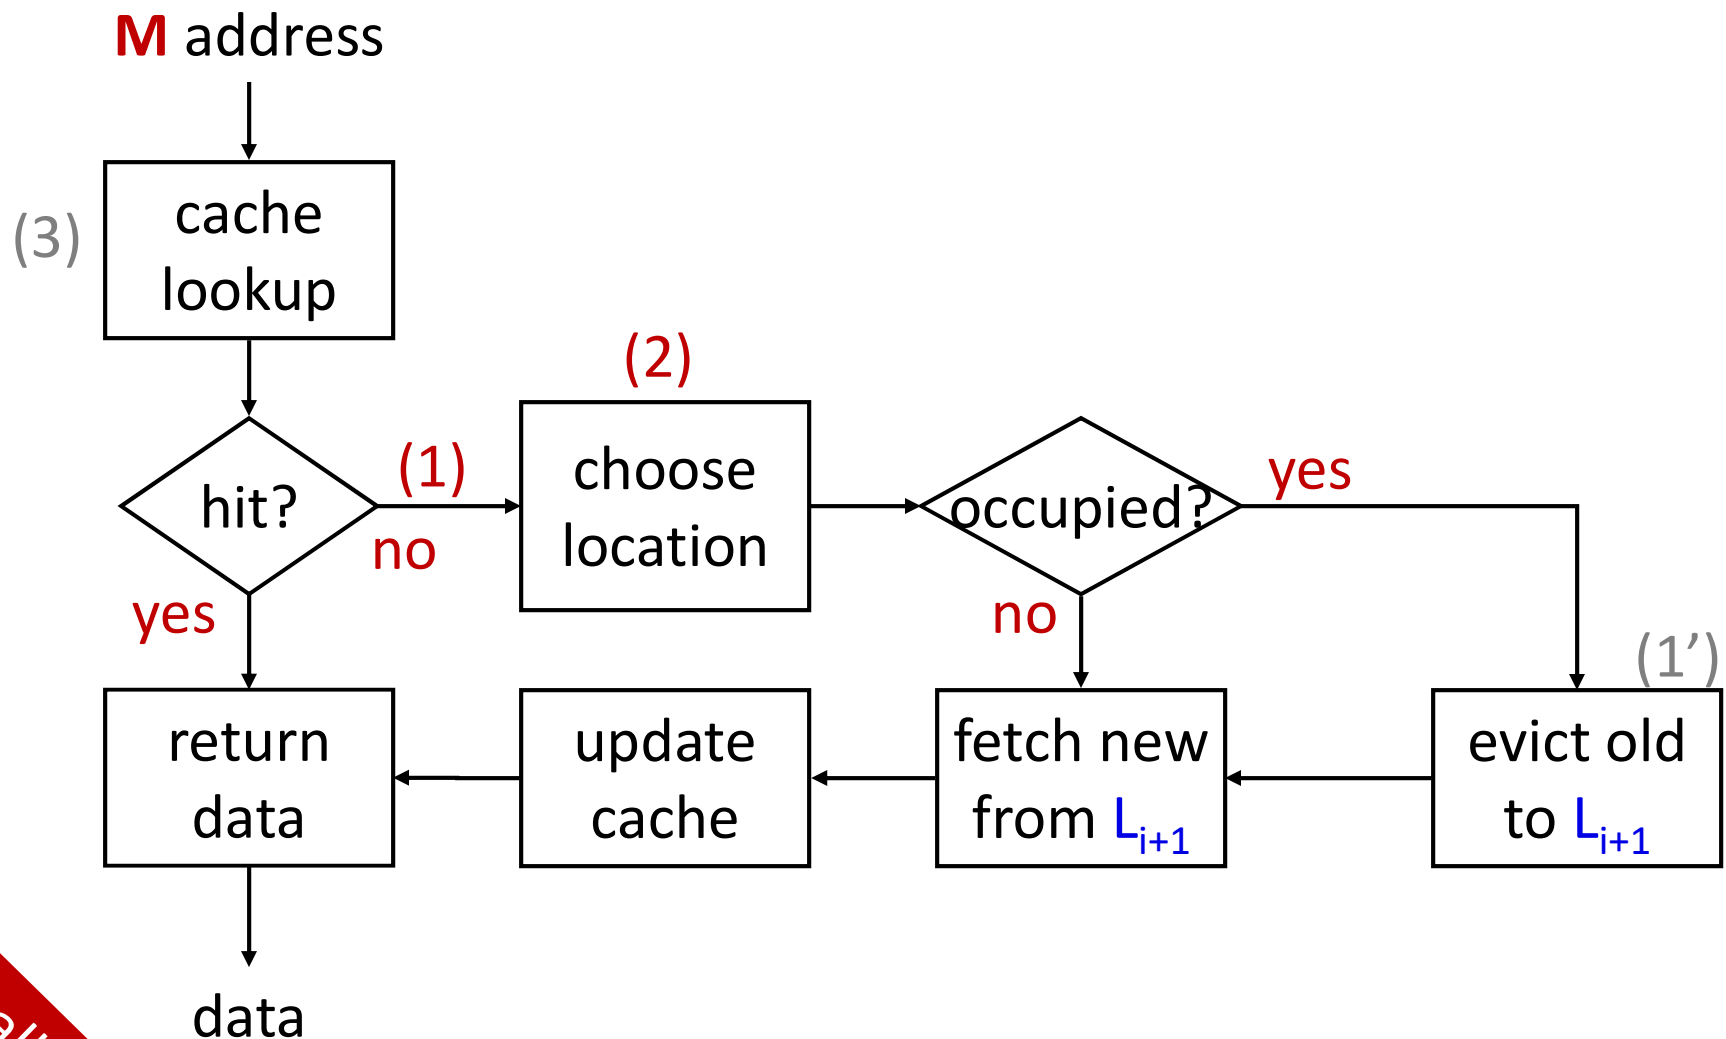 M address
cache
lookup
(3)
hit?
(1)
no
yes
(2)
choose
location
occupied?
yes
no
(1’)
return
data
update
cache
fetch new
from Lᵢ₊₁
evict old
to Lᵢ₊₁
data